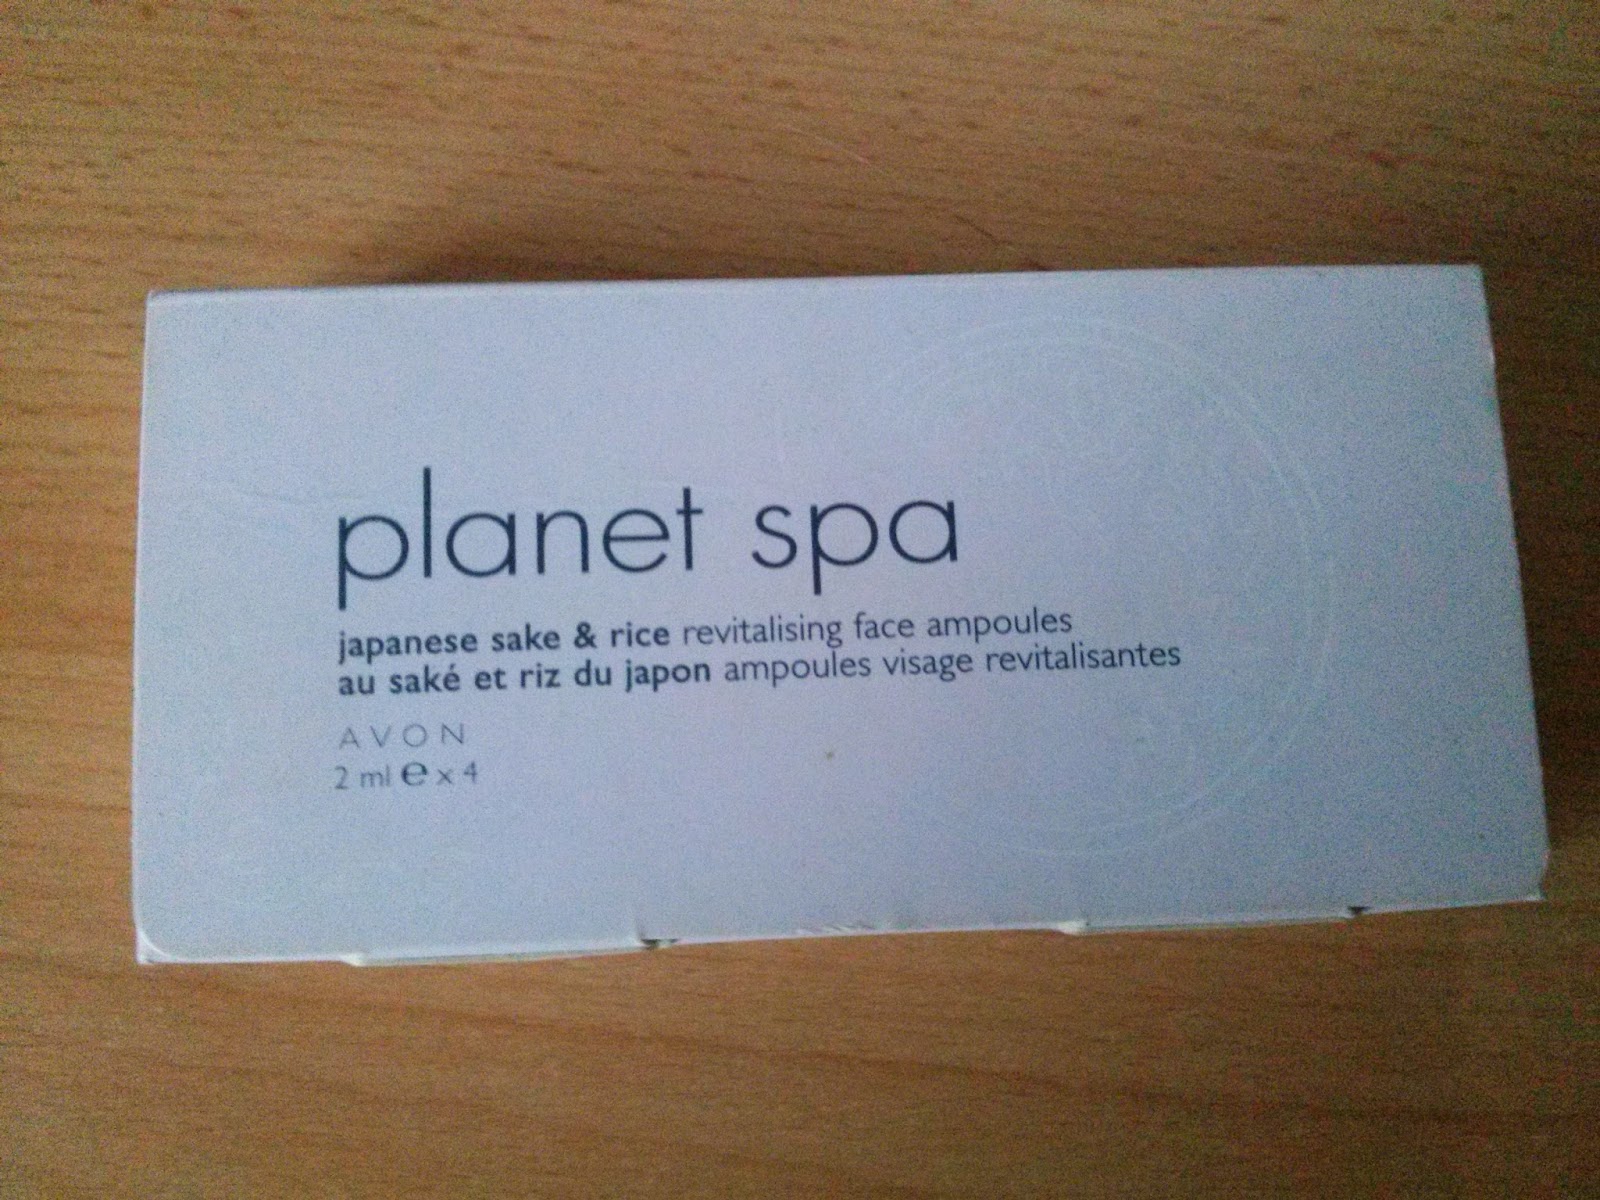 planet spa
japanese sake & rice revitalising face ampoules
au saké et riz du japon ampoules visage revitalisantes
AVON
2 ml e x 4